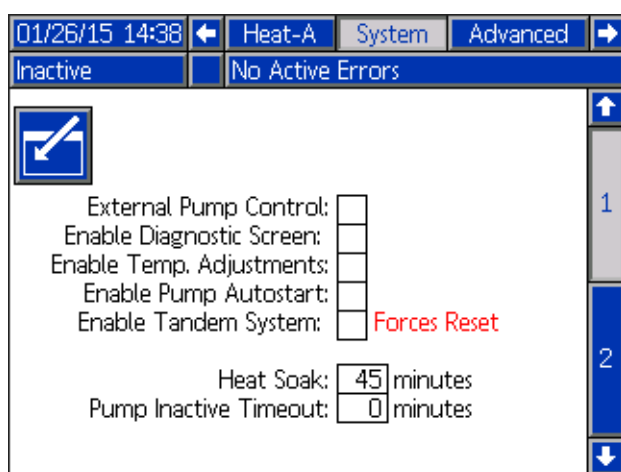 01/26/15 14:38 Heat-A System Advanced
Inactive No Active Errors
1
External Pump Control:
Enable Diagnostic Screen:
Enable Temp. Adjustments:
Enable Pump Autostart:
Enable Tandem System: Forces Reset
2
Heat Soak: 45 minutes
Pump Inactive Timeout: 0 minutes